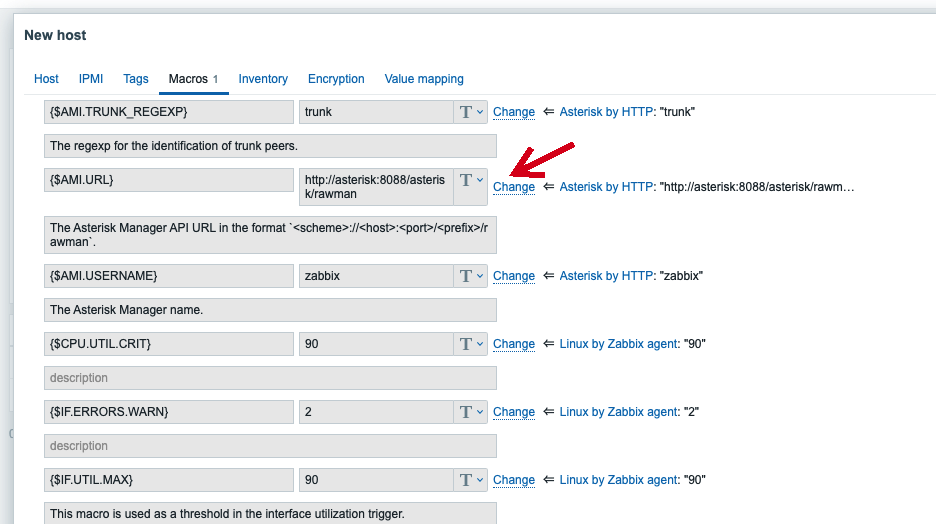 New host
Host IPMI Tags Macros 1 Inventory Encryption Value mapping
{$AMI.TRUNK_REGEXP} trunk T Change ⇐ Asterisk by HTTP: "trunk"
The regexp for the identification of trunk peers.
{$AMI.URL} http://asterisk:8088/asteris
k/rawman T Change ⇐ Asterisk by HTTP: "http://asterisk:8088/asterisk/rawm…
The Asterisk Manager API URL in the format `<scheme>://<host>:<port>/<prefix>/r
awman`.
{$AMI.USERNAME} zabbix T Change ⇐ Asterisk by HTTP: "zabbix"
The Asterisk Manager name.
{$CPU.UTIL.CRIT} 90 T Change ⇐ Linux by Zabbix agent: "90"
description
{$IF.ERRORS.WARN} 2 T Change ⇐ Linux by Zabbix agent: "2"
description
{$IF.UTIL.MAX} 90 T Change ⇐ Linux by Zabbix agent: "90"
This macro is used as a threshold in the interface utilization trigger.